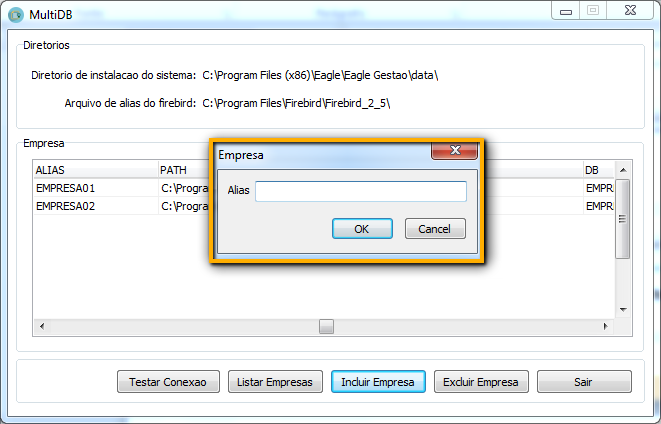 MultiDB
Diretorios
Diretorio de instalacao do sistema: C:\Program Files (x86)\Eagle\Eagle Gestao\data\
Arquivo de alias do firebird: C:\Program Files\Firebird\Firebird_2_5\
Empresa
ALIAS PATH DB
EMPRESA01 C:\Progra EMPR
EMPRESA02 C:\Progra EMPR
Empresa
Alias
OK Cancel
Testar Conexao Listar Empresas Incluir Empresa Excluir Empresa Sair